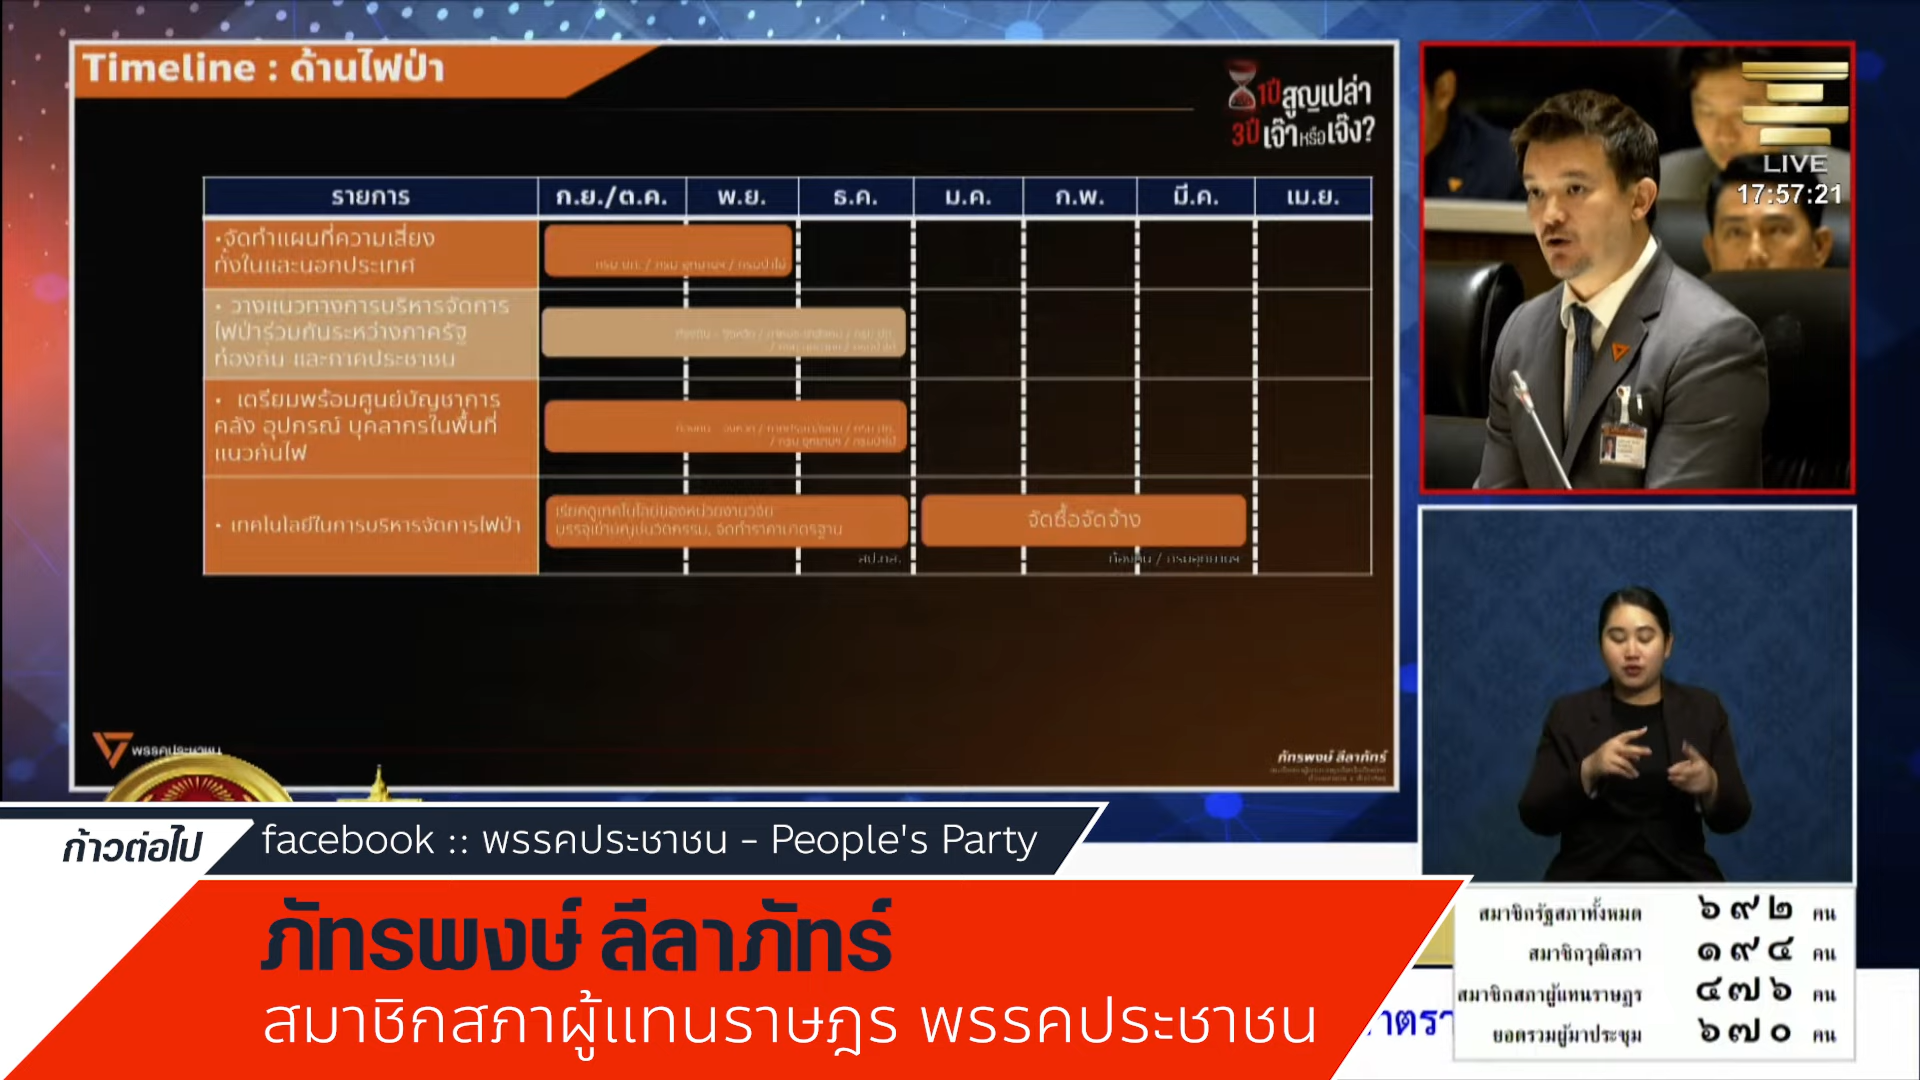 Timeline : ด้านไฟป่า
1ปีสูญเปล่า
3ปีเจ๊าหรือเจ๊ง?
รายการ ก.ย./ต.ค. พ.ย. ธ.ค. ม.ค. ก.พ. มี.ค. เม.ย.
•จัดทำแผนที่ความเสี่ยง
ทั้งในและนอกประเทศ
• วางแนวทางการบริหารจัดการ
ไฟป่าร่วมกันระหว่างภาครัฐ
ท้องถิ่น และภาคประชาชน
• เตรียมพร้อมศูนย์บัญชาการ
คลัง อุปกรณ์ บุคลากรในพื้นที่
แนวกันไฟ
• เทคโนโลยีในการบริหารจัดการไฟป่า
จัดซื้อจัดจ้าง
พรรคประชาชน
ภัทรพงษ์ ลีลาภัทร์
LIVE
17:57:21
ก้าวต่อไป
facebook :: พรรคประชาชน - People's Party
ภัทรพงษ์ ลีลาภัทร์
สมาชิกสภาผู้แทนราษฎร พรรคประชาชน
สมาชิกรัฐสภาทั้งหมด ๖๙๒ คน
สมาชิกวุฒิสภา ๑๙๔ คน
สมาชิกสภาผู้แทนราษฎร ๔๗๖ คน
ยอดรวมผู้มาประชุม ๖๗๐ คน